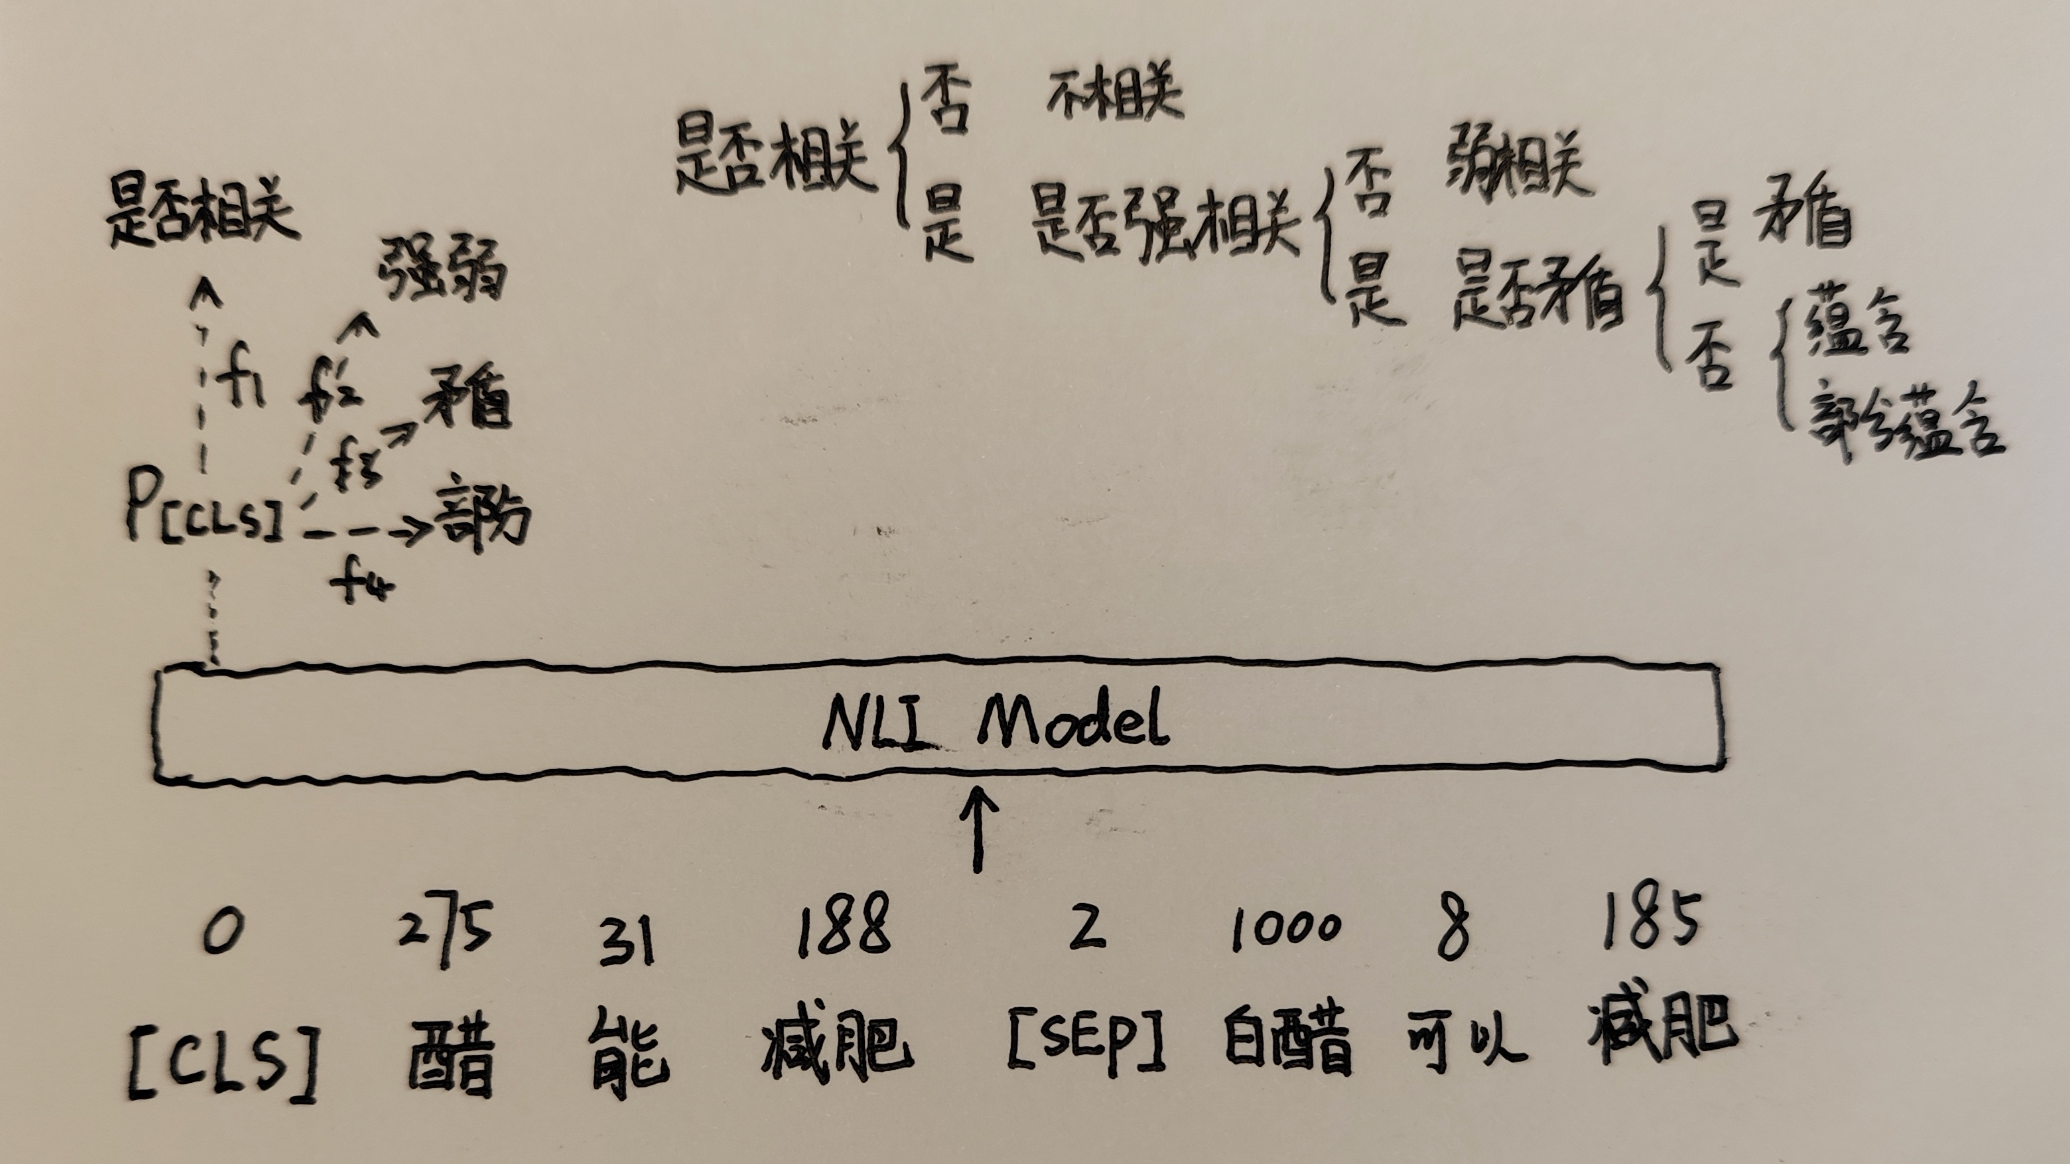 是否相关
否 不相关
是 是否强相关
否 弱相关
是 是否矛盾
是 矛盾
否
蕴含
部分蕴含
是否相关
强弱
矛盾
部分
f1
f2
f3
f4
P[CLS]
NLI Model
0 275 31 188 2 1000 8 185
[CLS] 醋 能 减肥 [SEP] 白醋 可以 减肥